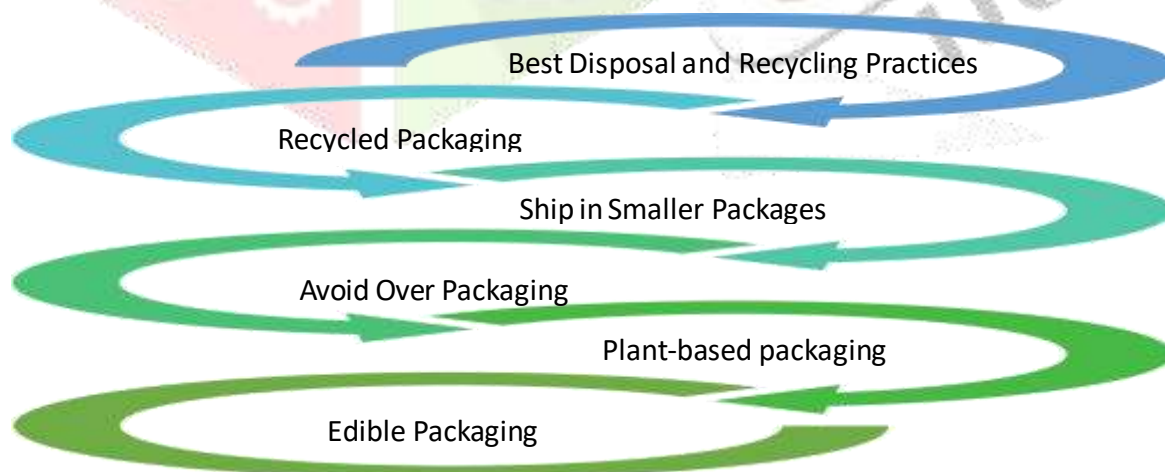 Best Disposal and Recycling Practices
Recycled Packaging
Ship in Smaller Packages
Avoid Over Packaging
Plant-based packaging
Edible Packaging